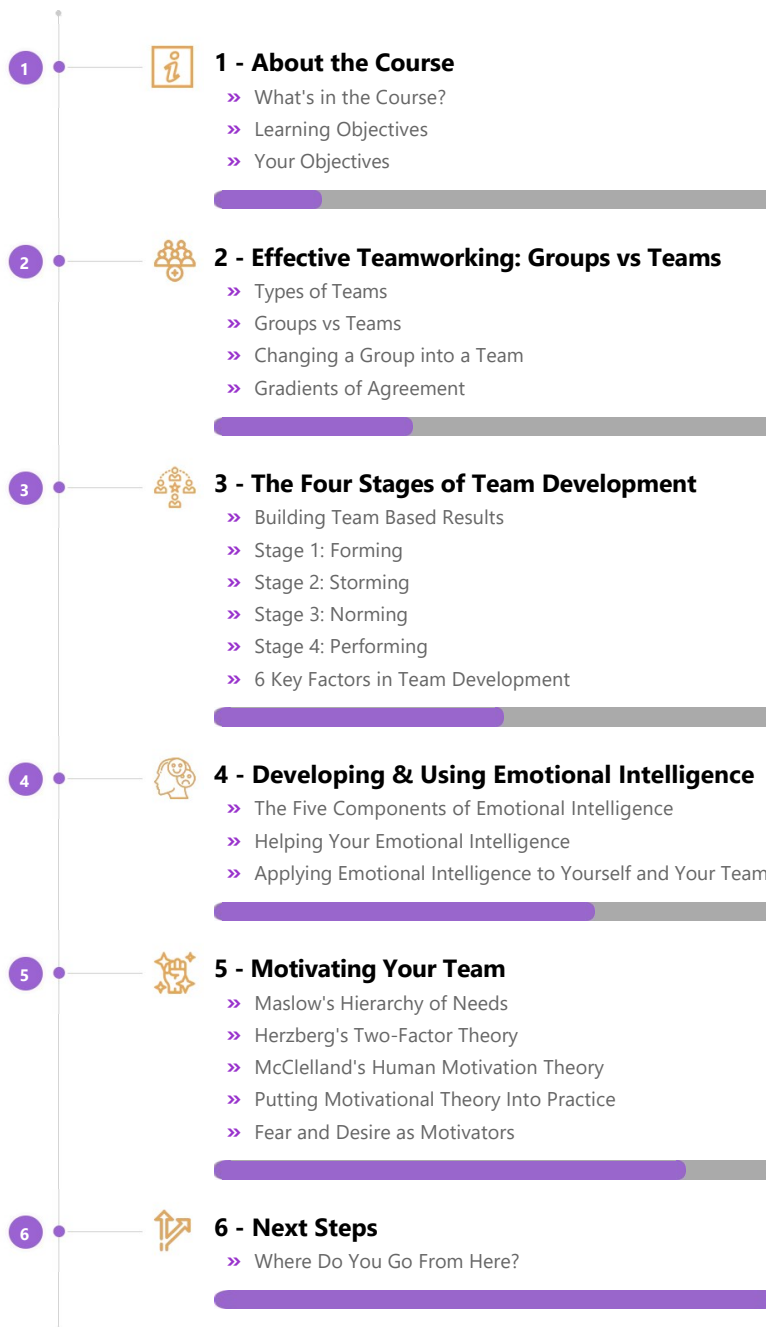 1
1 - About the Course
» What's in the Course?
» Learning Objectives
» Your Objectives
2
2 - Effective Teamworking: Groups vs Teams
» Types of Teams
» Groups vs Teams
» Changing a Group into a Team
» Gradients of Agreement
3
3 - The Four Stages of Team Development
» Building Team Based Results
» Stage 1: Forming
» Stage 2: Storming
» Stage 3: Norming
» Stage 4: Performing
» 6 Key Factors in Team Development
4
4 - Developing & Using Emotional Intelligence
» The Five Components of Emotional Intelligence
» Helping Your Emotional Intelligence
» Applying Emotional Intelligence to Yourself and Your Team
5
5 - Motivating Your Team
» Maslow's Hierarchy of Needs
» Herzberg's Two-Factor Theory
» McClelland's Human Motivation Theory
» Putting Motivational Theory Into Practice
» Fear and Desire as Motivators
6
6 - Next Steps
» Where Do You Go From Here?